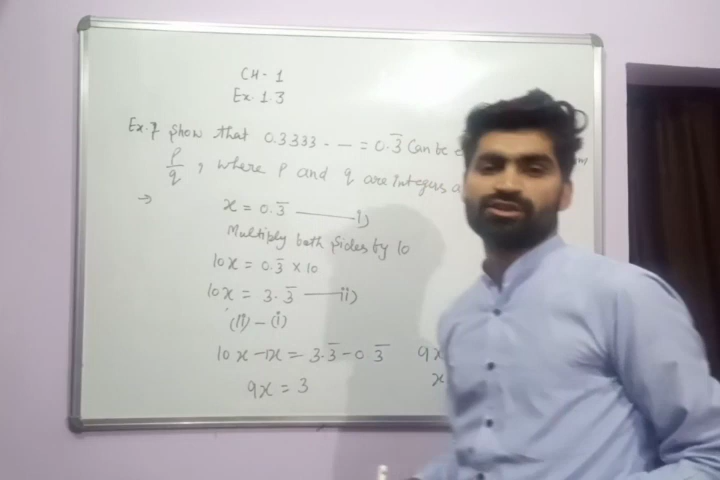 CH-1
Ex.1.3
Ex.7 Show that 0.3333 - — = 0.3̅ Can be
p/q, where p and q are integers
→ x = 0.3̅ ——— i)
Multiply both sides by 10
10x = 0.3̅ × 10
10x = 3.3̅ —— ii)
(ii) - (i)
10x - x = 3.3̅ - 0.3̅ 9x
9x = 3 x